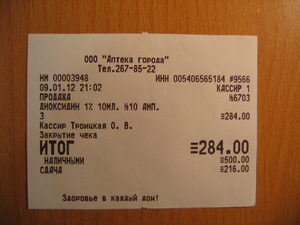 ООО "Аптека города"
Тел.267-85-22
НМ 00003948 ИНН 005406565184 #9566
09.01.12 21:02 КАССИР 1
ПРОДАЖА №6703
ДИОКСИДИН 1% 10МЛ. №10 АМП.
3 ≡284.00
Кассир Троицкая О. В.
Закрытие чека
ИТОГ ≡284.00
НАЛИЧНЫМИ ≡500.00
СДАЧА ≡216.00
Здоровье в каждый дом!